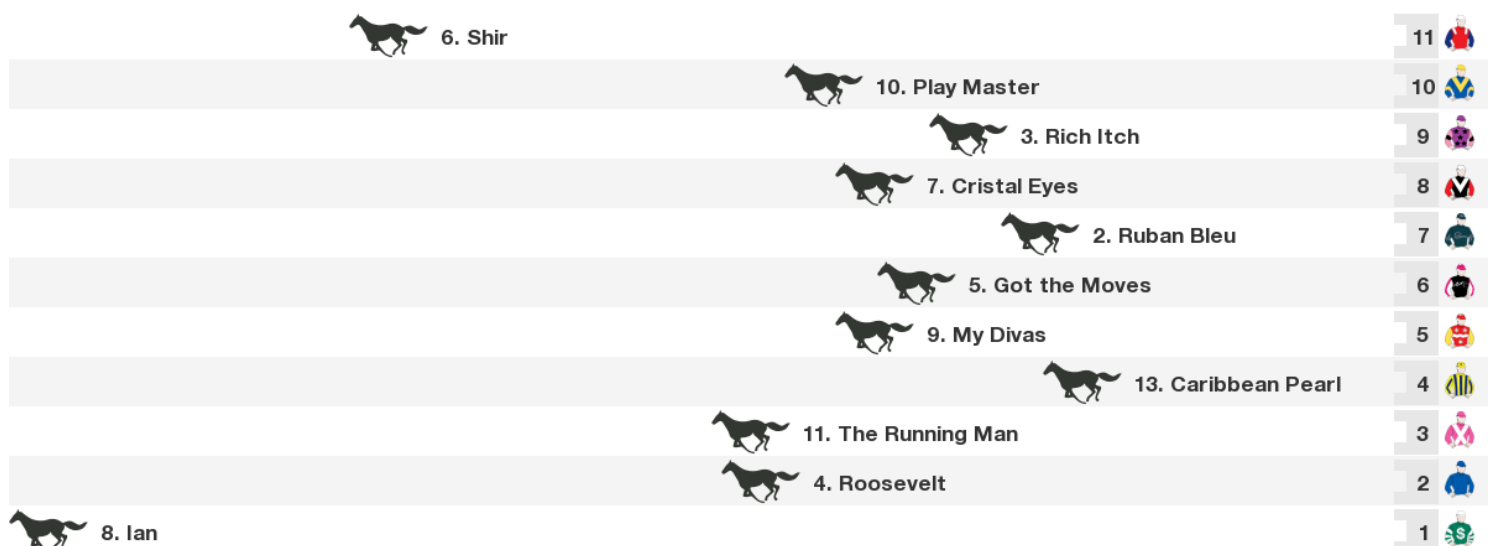 6. Shir 11
10. Play Master 10
3. Rich Itch 9
7. Cristal Eyes 8
2. Ruban Bleu 7
5. Got the Moves 6
9. My Divas 5
13. Caribbean Pearl 4
11. The Running Man 3
4. Roosevelt 2
8. Ian 1
$